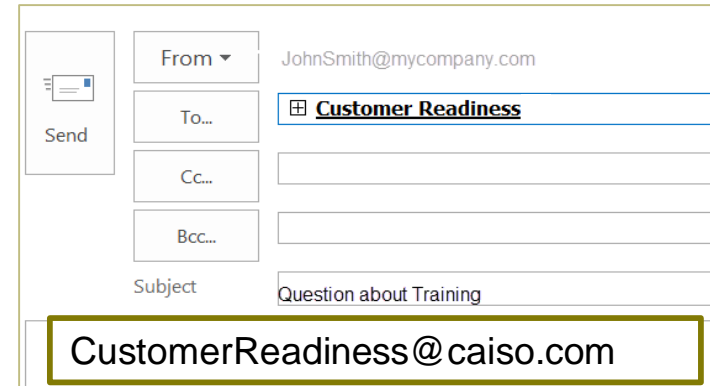 From JohnSmith@mycompany.com
Send
To... Customer Readiness
Cc...
Bcc...
Subject Question about Training
CustomerReadiness@caiso.com